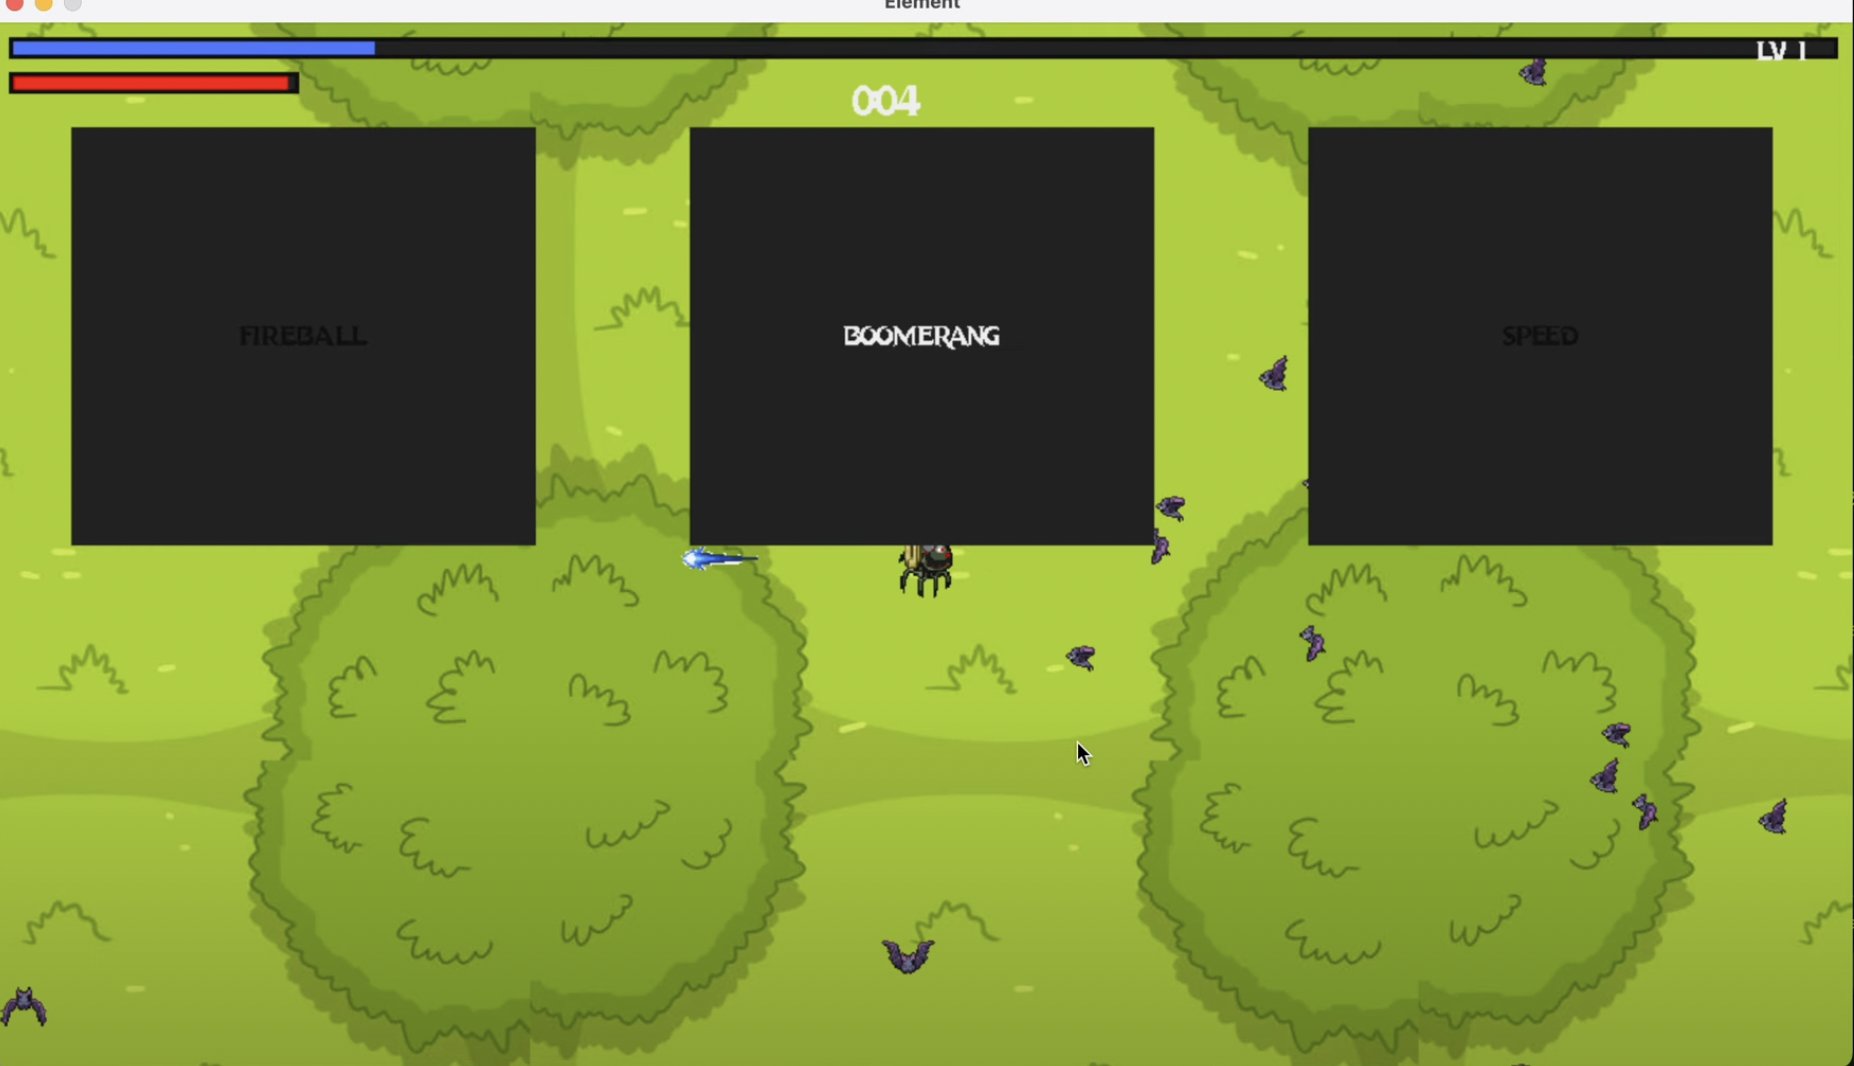 Element
LV 1
004
FIREBALL
BOOMERANG
SPEED